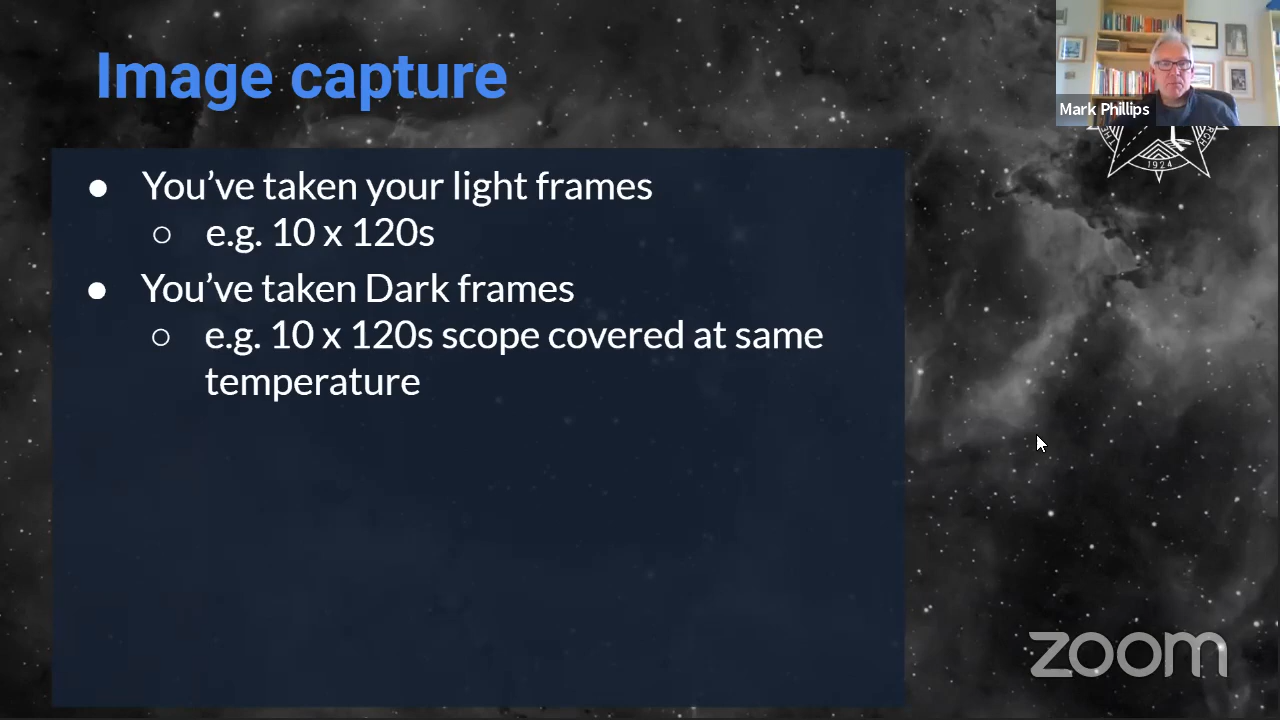 Image capture
Mark Phillips
1924
● You’ve taken your light frames
○ e.g. 10 x 120s
● You’ve taken Dark frames
○ e.g. 10 x 120s scope covered at same
temperature
zoom